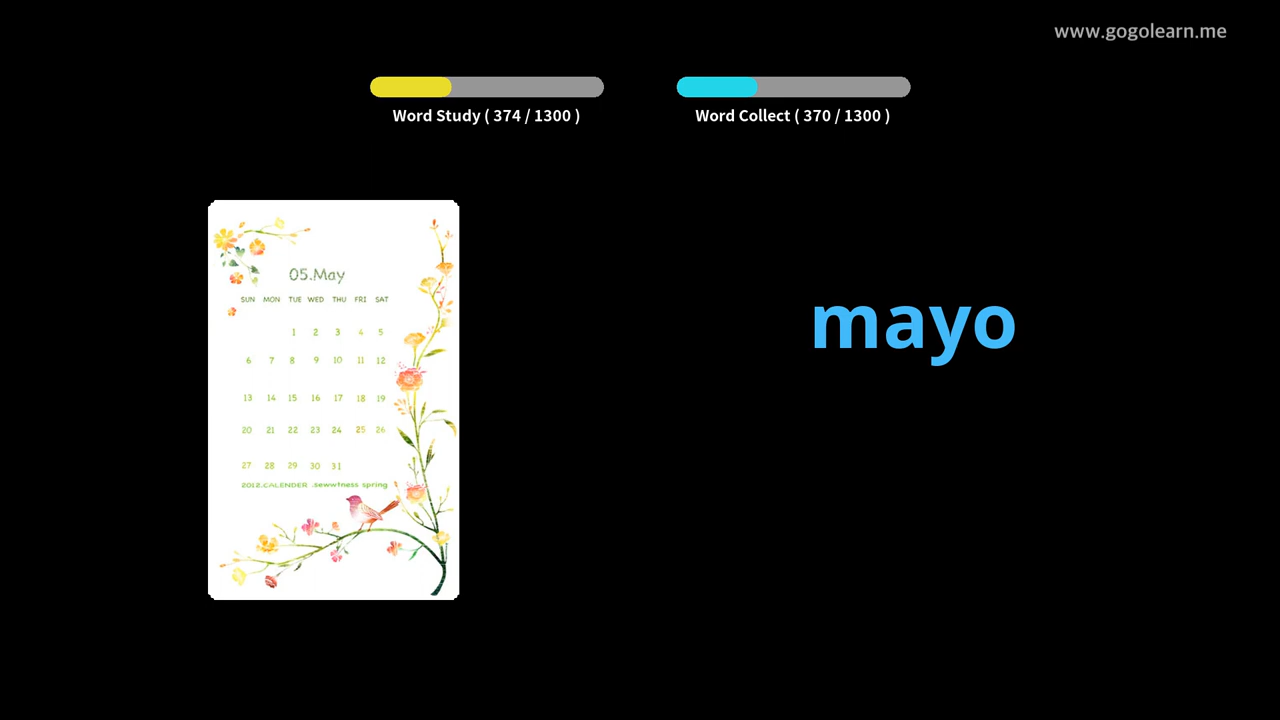 www.gogolearn.me
Word Study ( 374 / 1300 )
Word Collect ( 370 / 1300 )
05.May
SUN MON TUE WED THU FRI SAT
1 2 3 4 5
6 7 8 9 10 11 12
13 14 15 16 17 18 19
20 21 22 23 24 25 26
27 28 29 30 31
2012.CALENDER .sewwtness spring
mayo